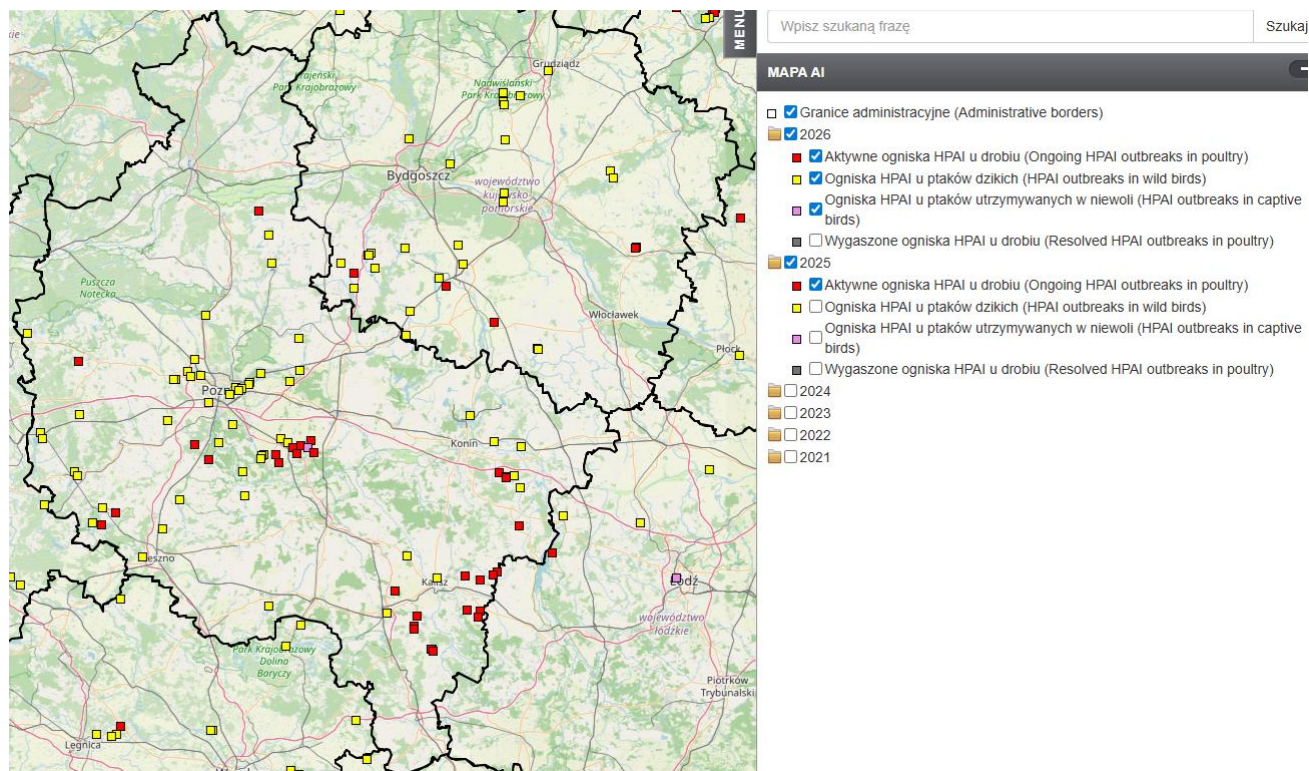 MENU
Wpisz szukaną frazę
Szukaj
MAPA AI
Granice administracyjne (Administrative borders)
2026
Aktywne ogniska HPAI u drobiu (Ongoing HPAI outbreaks in poultry)
Ogniska HPAI u ptaków dzikich (HPAI outbreaks in wild birds)
Ogniska HPAI u ptaków utrzymywanych w niewoli (HPAI outbreaks in captive
birds)
Wygaszone ogniska HPAI u drobiu (Resolved HPAI outbreaks in poultry)
2025
Aktywne ogniska HPAI u drobiu (Ongoing HPAI outbreaks in poultry)
Ogniska HPAI u ptaków dzikich (HPAI outbreaks in wild birds)
Ogniska HPAI u ptaków utrzymywanych w niewoli (HPAI outbreaks in captive
birds)
Wygaszone ogniska HPAI u drobiu (Resolved HPAI outbreaks in poultry)
2024
2023
2022
2021
Grudziądz
Krajeński
Park Krajobrazowy
Nadwiślański
Park Krajobrazowy
Bydgoszcz
województwo
kujawsko-
pomorskie
Puszcza
Notecka
Włocławek
Płock
Konin
Kalisz
Łódź
województwo
łódzkie
Park Krajobrazowy
Dolina
Baryczy
Piotrków
Trybunalski
Legnica